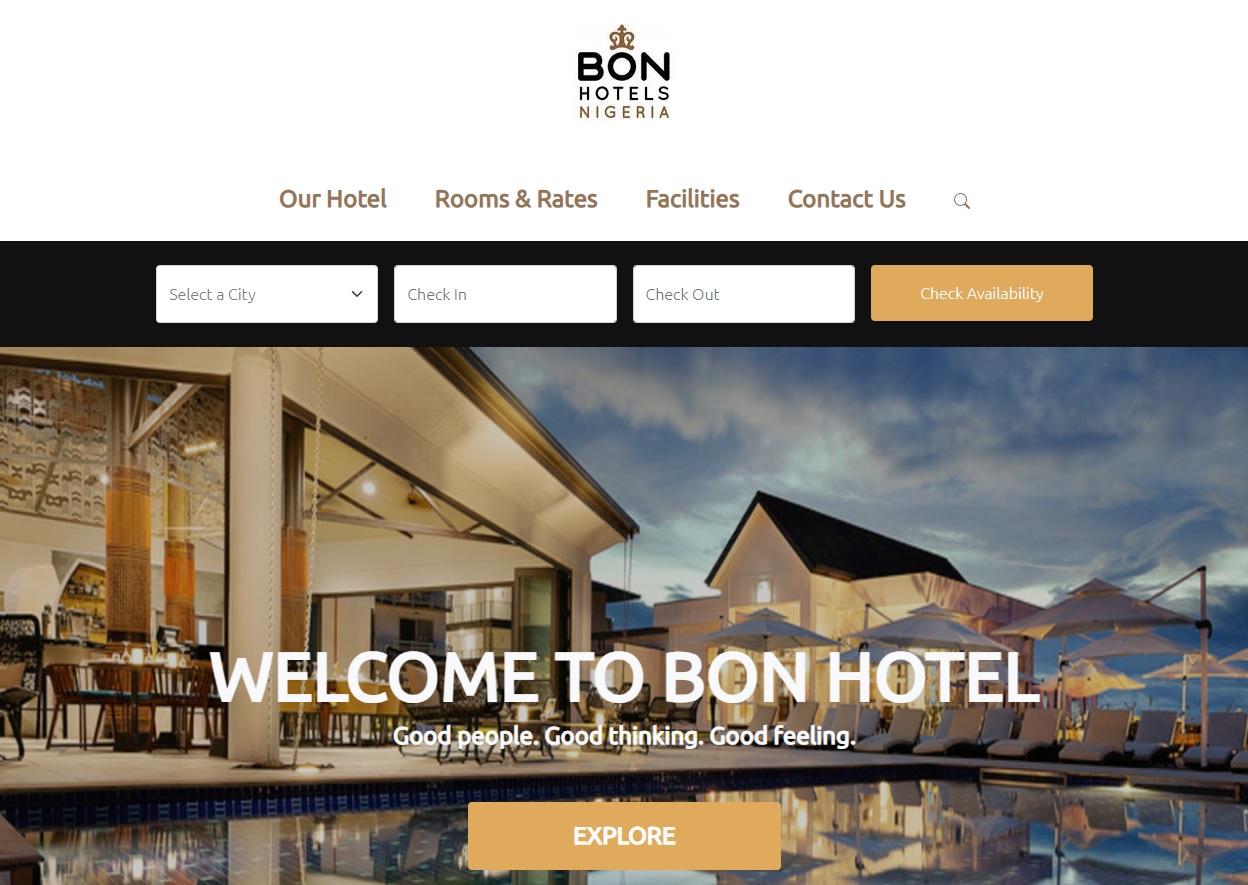 BON
HOTELS
NIGERIA
Our Hotel Rooms & Rates Facilities Contact Us
Select a City Check In Check Out Check Availability
WELCOME TO BON HOTEL
Good people. Good thinking. Good feeling.
EXPLORE